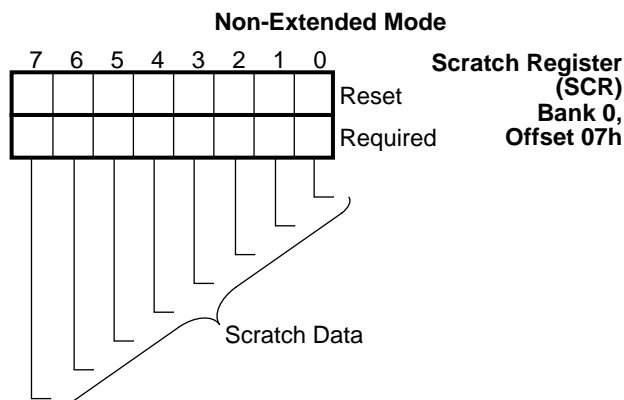 Non-Extended Mode
7 6 5 4 3 2 1 0
Scratch Register
(SCR)
Bank 0,
Offset 07h
Reset
Required
Scratch Data